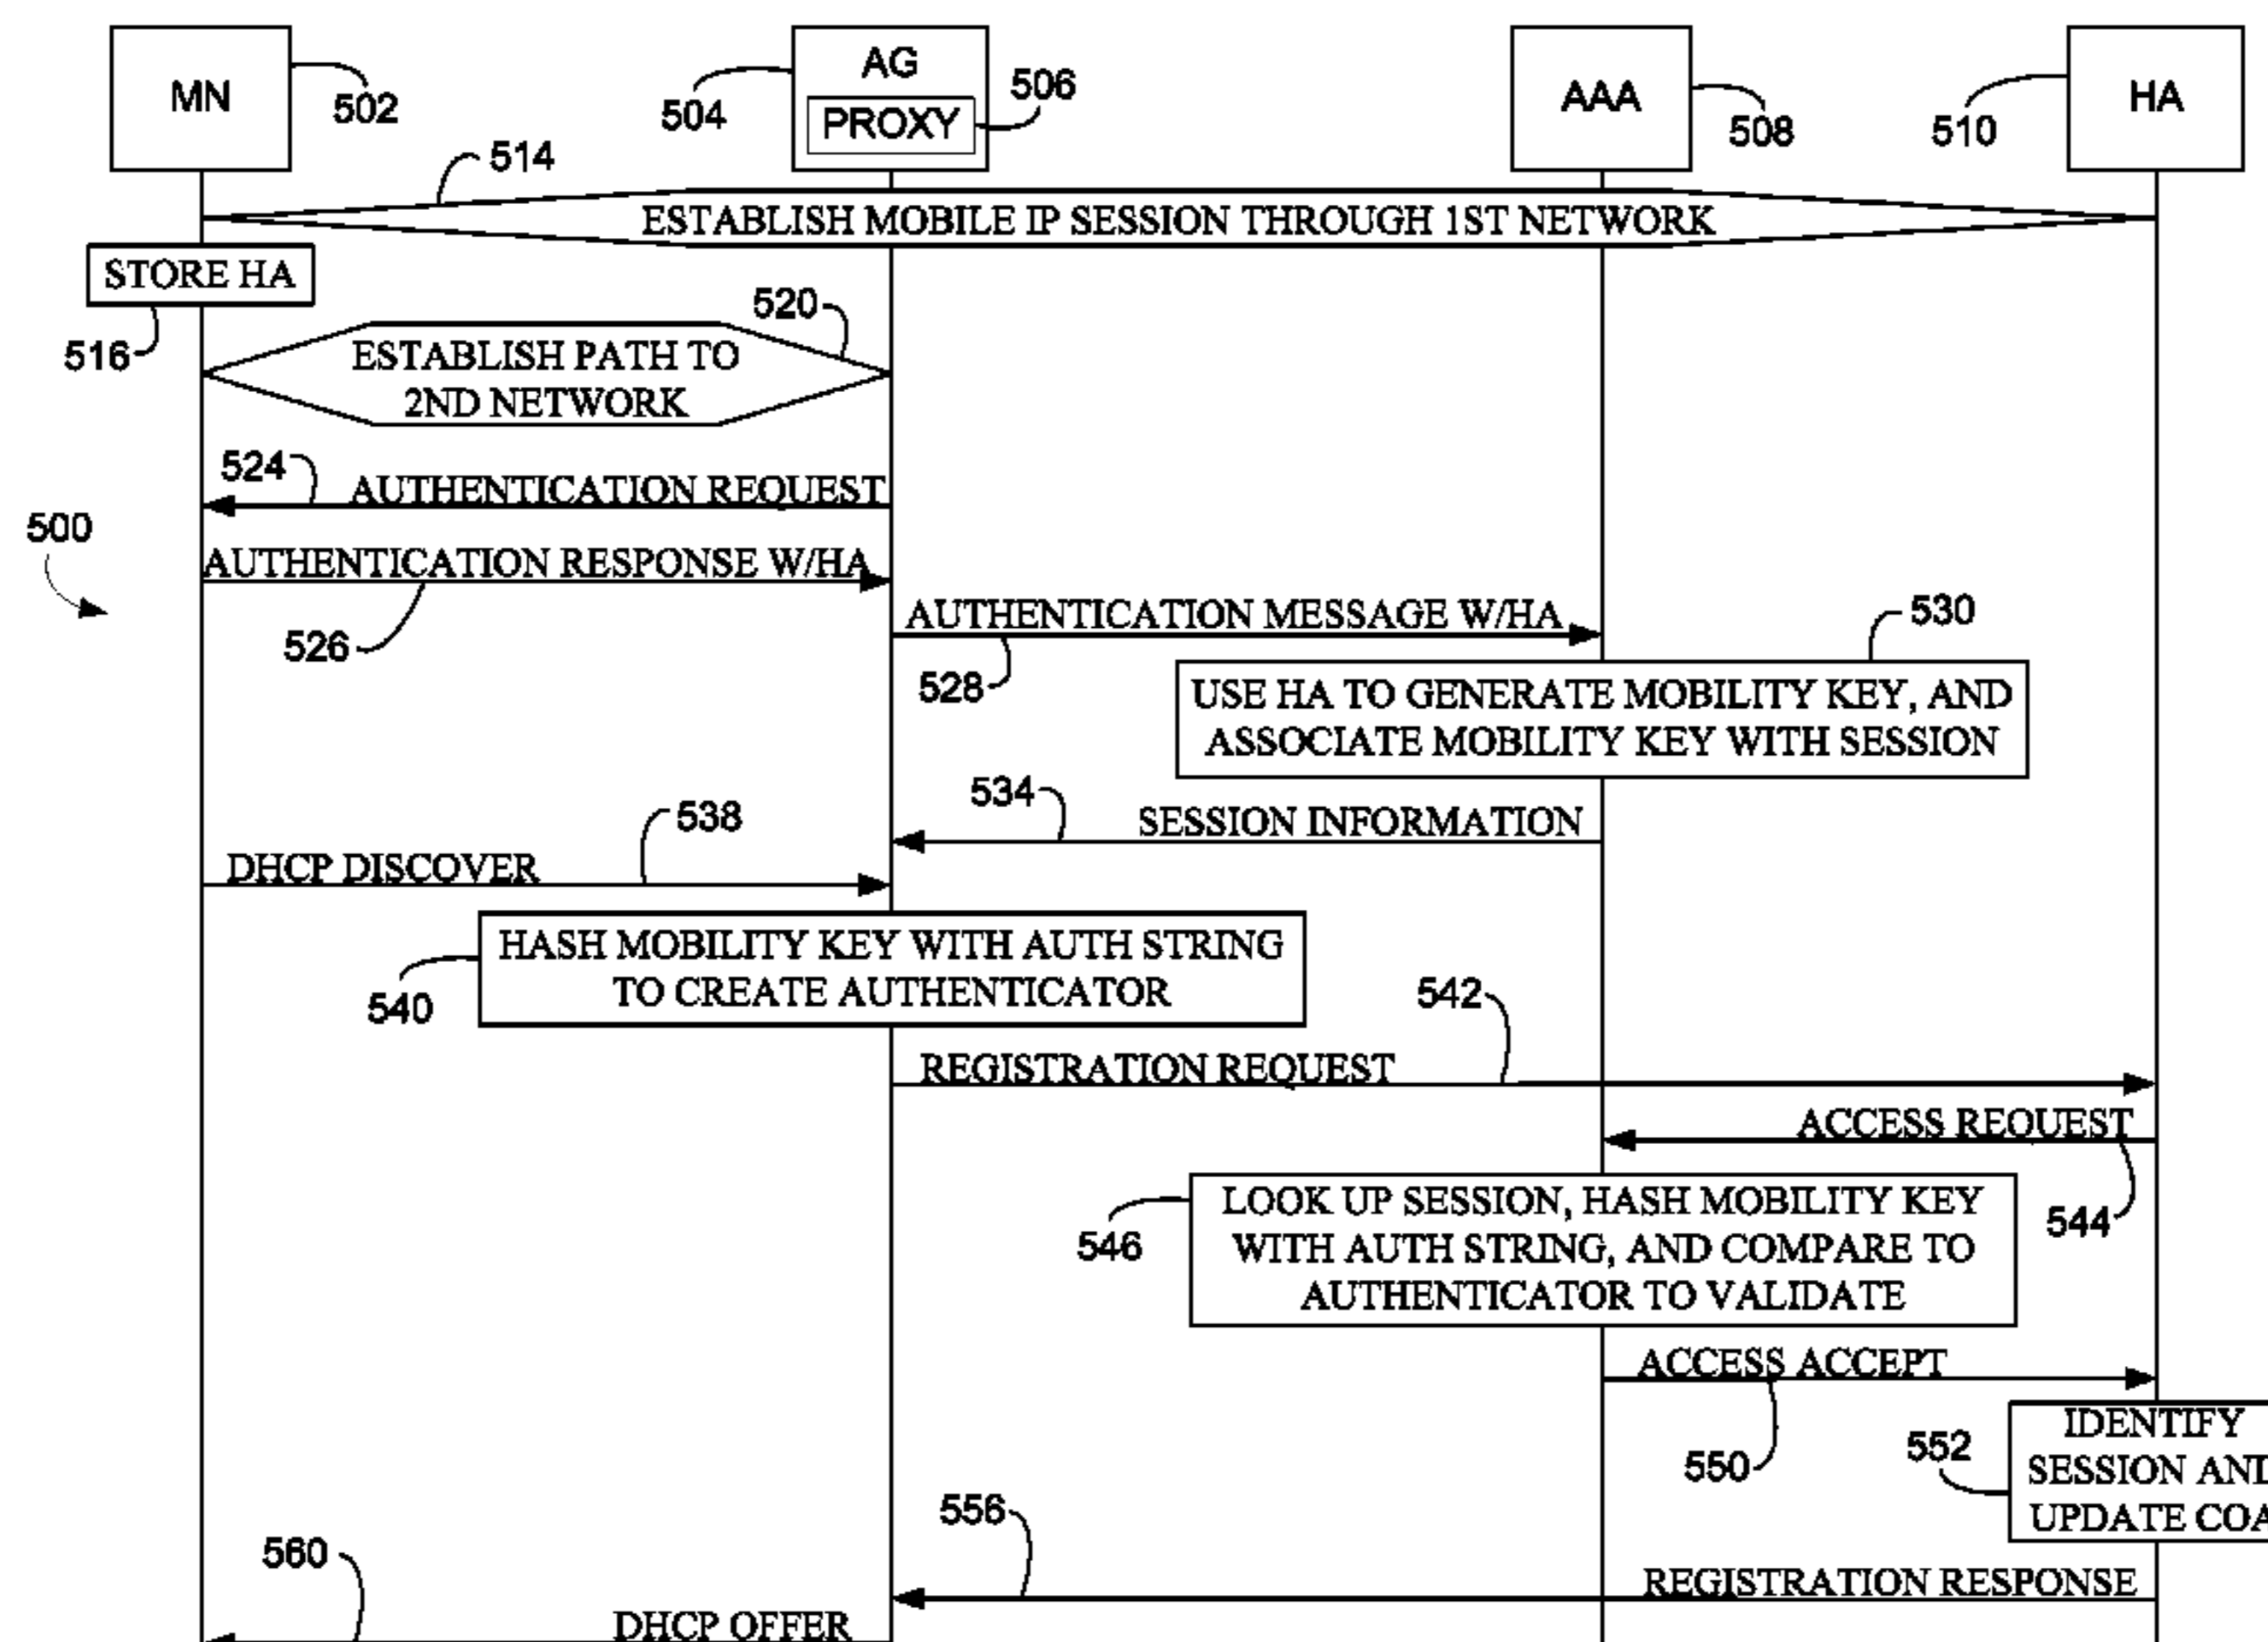 MN
502
AG
504
PROXY
506
AAA
508
510
HA
514
ESTABLISH MOBILE IP SESSION THROUGH 1ST NETWORK
STORE HA
516
520
ESTABLISH PATH TO
2ND NETWORK
524
AUTHENTICATION REQUEST
500
AUTHENTICATION RESPONSE W/HA
526
AUTHENTICATION MESSAGE W/HA
528
530
USE HA TO GENERATE MOBILITY KEY, AND
ASSOCIATE MOBILITY KEY WITH SESSION
534
SESSION INFORMATION
538
DHCP DISCOVER
HASH MOBILITY KEY WITH AUTH STRING
TO CREATE AUTHENTICATOR
540
542
REGISTRATION REQUEST
ACCESS REQUEST
544
LOOK UP SESSION, HASH MOBILITY KEY
WITH AUTH STRING, AND COMPARE TO
AUTHENTICATOR TO VALIDATE
546
ACCESS ACCEPT
550
552
IDENTIFY
SESSION AND
UPDATE COA
556
REGISTRATION RESPONSE
560
DHCP OFFER